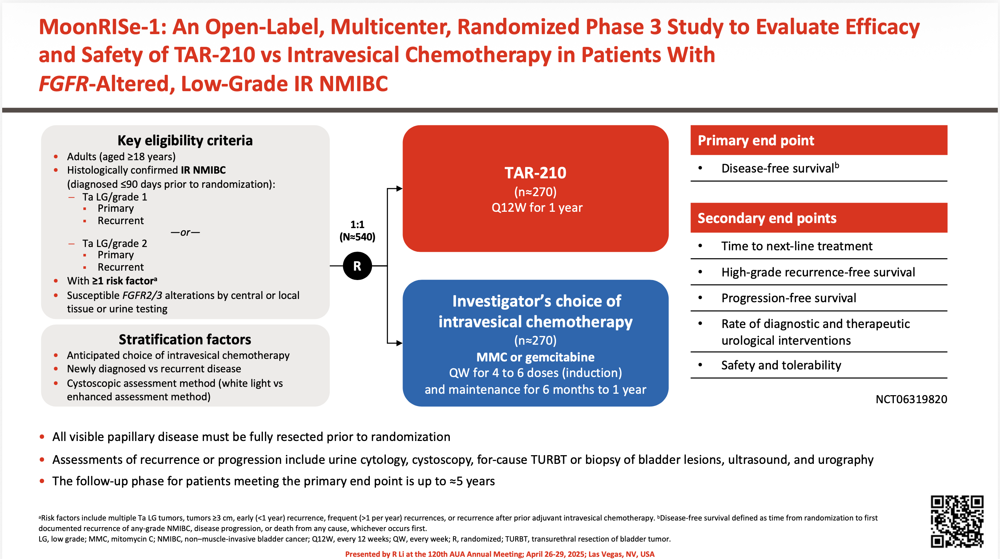 MoonRISe-1: An Open-Label, Multicenter, Randomized Phase 3 Study to Evaluate Efficacy
and Safety of TAR-210 vs Intravesical Chemotherapy in Patients With
FGFR-Altered, Low-Grade IR NMIBC
Key eligibility criteria
• Adults (aged ≥18 years)
• Histologically confirmed IR NMIBC
(diagnosed ≤90 days prior to randomization):
– Ta LG/grade 1
▪ Primary
▪ Recurrent
—or—
– Ta LG/grade 2
▪ Primary
▪ Recurrent
• With ≥1 risk factorᵃ
• Susceptible FGFR2/3 alterations by central or local
tissue or urine testing
Stratification factors
• Anticipated choice of intravesical chemotherapy
• Newly diagnosed vs recurrent disease
• Cystoscopic assessment method (white light vs
enhanced assessment method)
1:1
(N≈540)
R
TAR-210
(n≈270)
Q12W for 1 year
Investigator’s choice of
intravesical chemotherapy
(n≈270)
MMC or gemcitabine
QW for 4 to 6 doses (induction)
and maintenance for 6 months to 1 year
Primary end point
• Disease-free survivalᵇ
Secondary end points
• Time to next-line treatment
• High-grade recurrence-free survival
• Progression-free survival
• Rate of diagnostic and therapeutic
urological interventions
• Safety and tolerability
NCT06319820
• All visible papillary disease must be fully resected prior to randomization
• Assessments of recurrence or progression include urine cytology, cystoscopy, for-cause TURBT or biopsy of bladder lesions, ultrasound, and urography
• The follow-up phase for patients meeting the primary end point is up to ≈5 years
ᵃRisk factors include multiple Ta LG tumors, tumors ≥3 cm, early (<1 year) recurrence, frequent (>1 per year) recurrences, or recurrence after prior adjuvant intravesical chemotherapy. ᵇDisease-free survival defined as time from randomization to first
documented recurrence of any-grade NMIBC, disease progression, or death from any cause, whichever occurs first.
LG, low grade; MMC, mitomycin C; NMIBC, non–muscle-invasive bladder cancer; Q12W, every 12 weeks; QW, every week; R, randomized; TURBT, transurethral resection of bladder tumor.
Presented by R Li at the 120th AUA Annual Meeting; April 26-29, 2025; Las Vegas, NV, USA